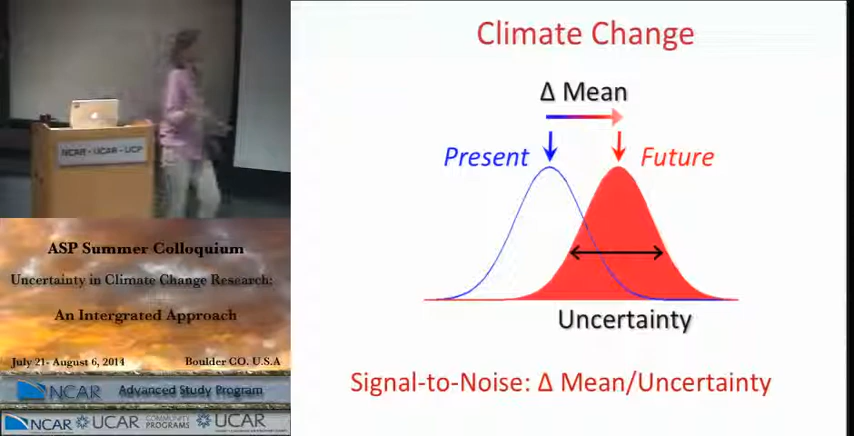 Climate Change
Δ Mean
Present
Future
Uncertainty
Signal-to-Noise: Δ Mean/Uncertainty
NCAR - UCAR - UCP
ASP Summer Colloquium
Uncertainty in Climate Change Research:
An Intergrated Approach
July 21- August 6, 2014 Boulder CO. U.S.A
NCAR Advanced Study Program
NCAR UCAR COMMUNITY PROGRAMS UCAR